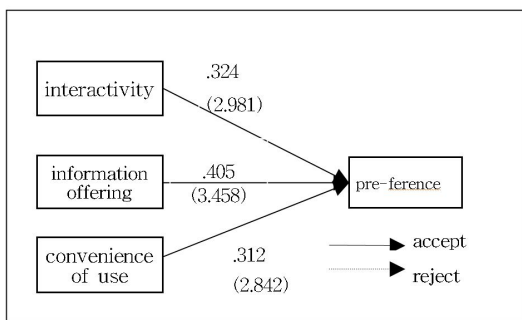 .324
interactivity
(2.981)
information
offering
.405
(3.458)
pre-ference
convenience
of use
.312
(2.842)
accept
reject